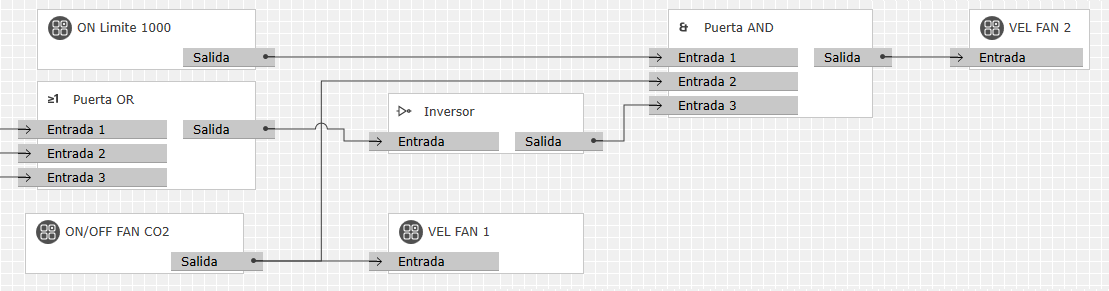 ON Limite 1000
Salida
≥1 Puerta OR
Entrada 1
Salida
Entrada 2
Entrada 3
ON/OFF FAN CO2
Salida
Inversor
Entrada
Salida
VEL FAN 1
Entrada
& Puerta AND
Entrada 1
Salida
Entrada 2
Entrada 3
VEL FAN 2
Entrada